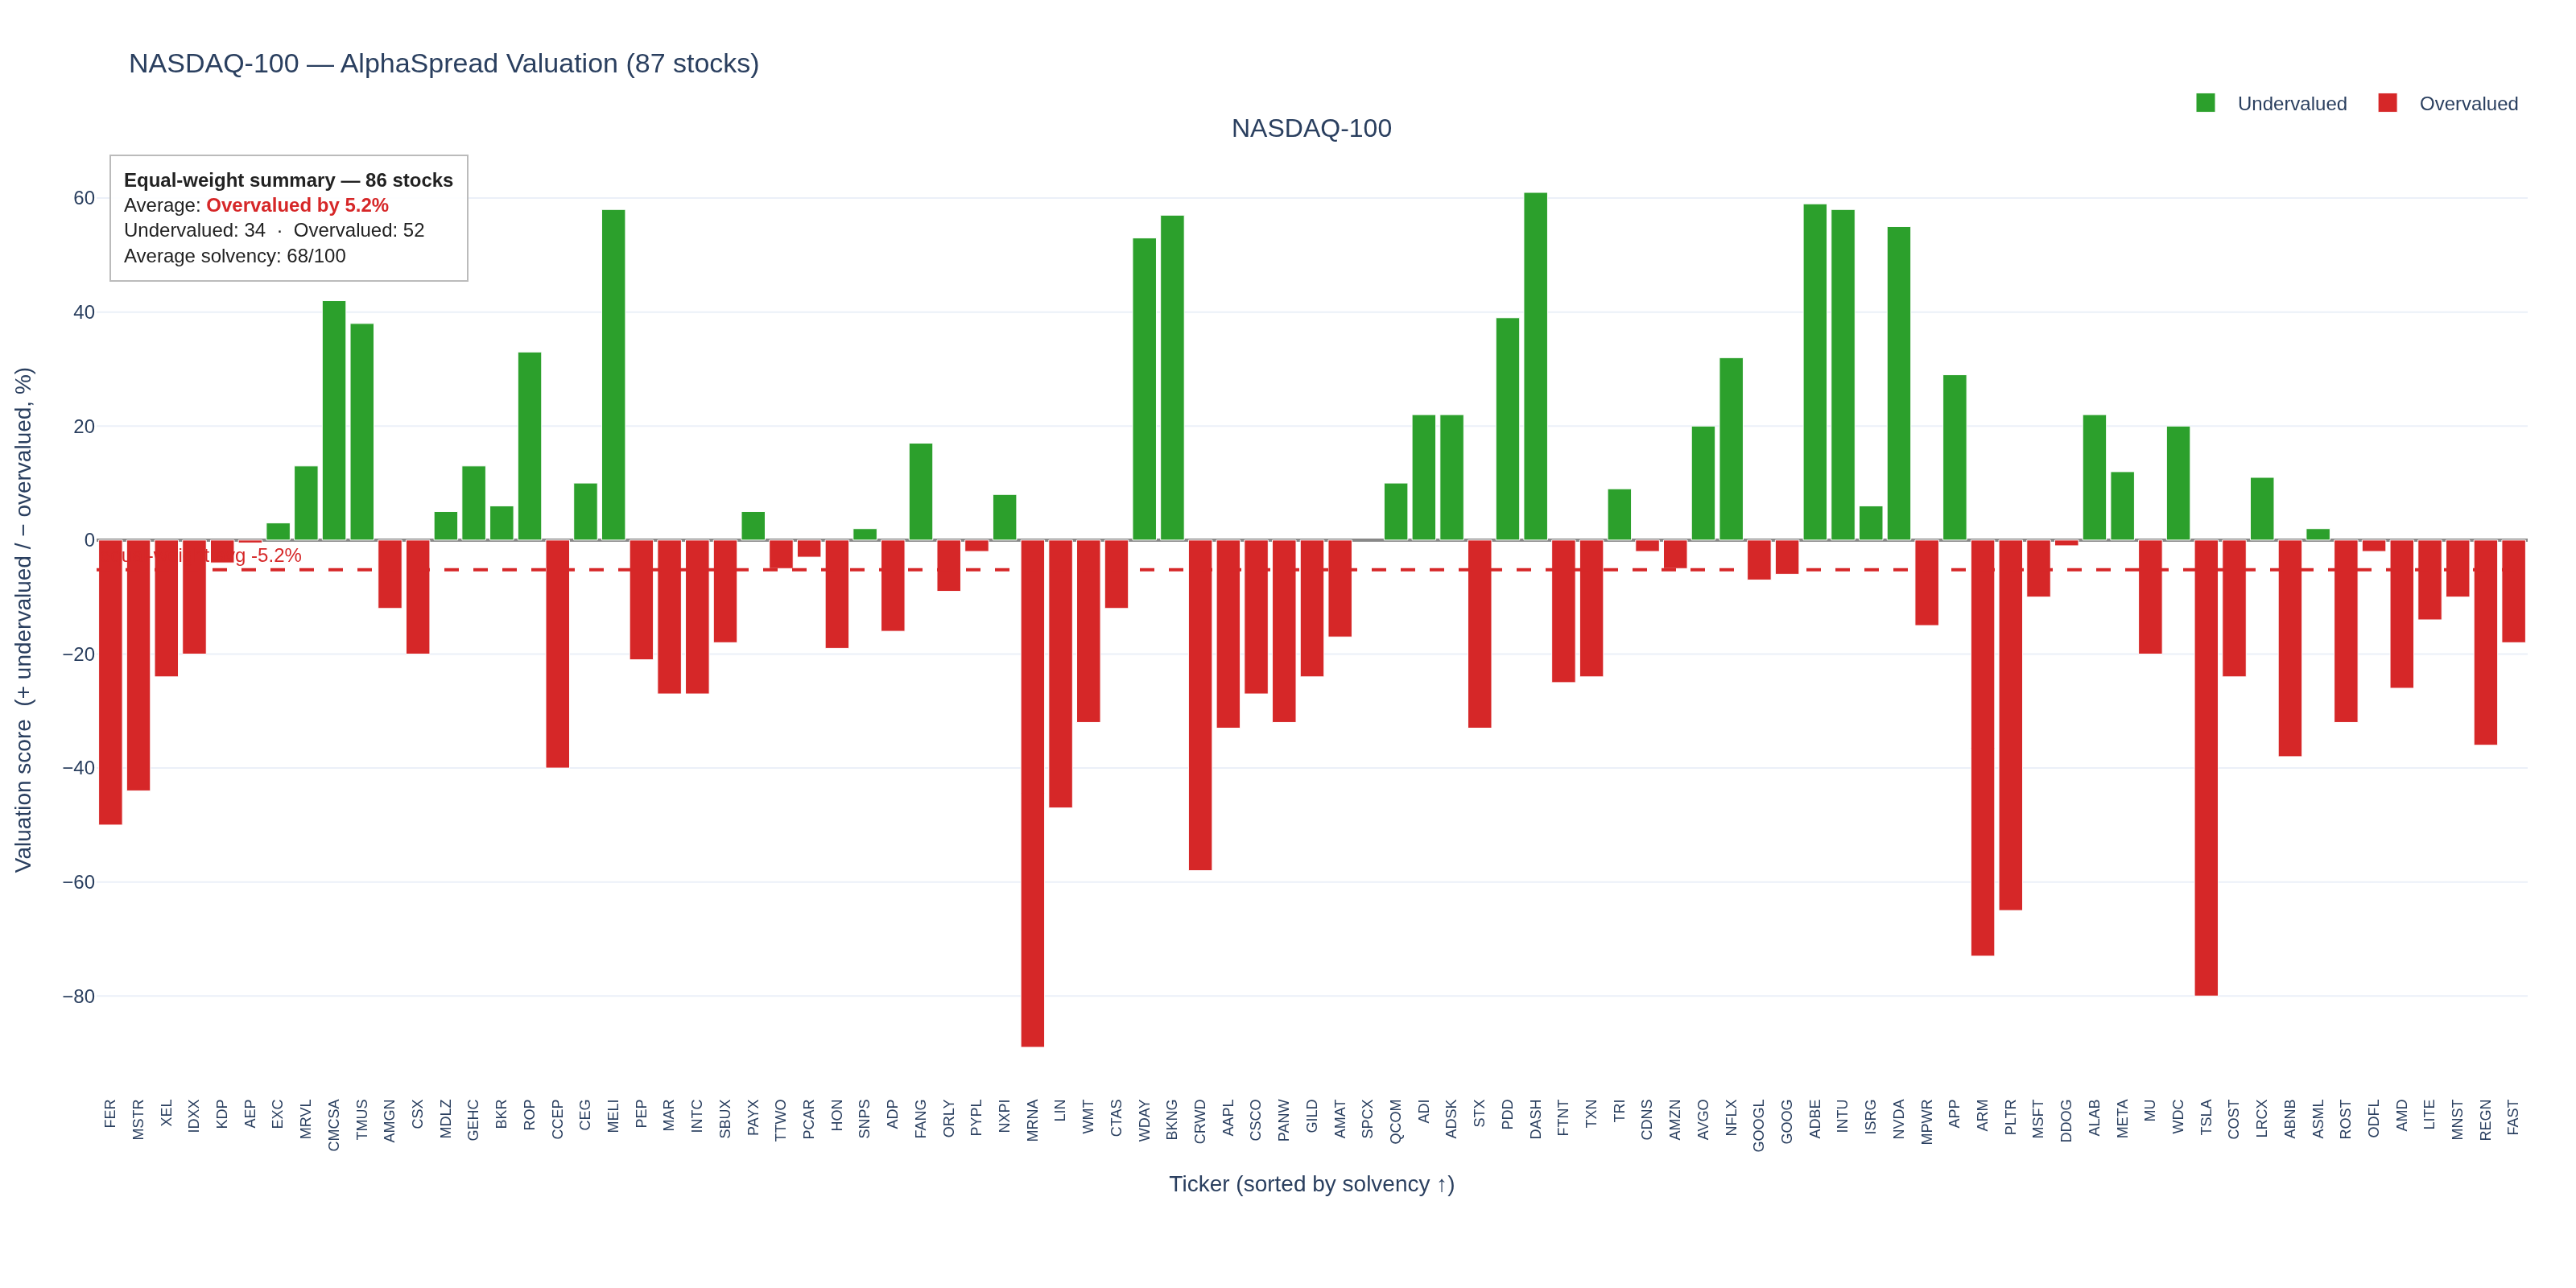 NASDAQ-100 — AlphaSpread Valuation (87 stocks)
Undervalued
Overvalued
NASDAQ-100
Equal-weight summary — 86 stocks
Average: Overvalued by 5.2%
Undervalued: 34 · Overvalued: 52
Average solvency: 68/100
Valuation score (+ undervalued / − overvalued, %)
60
40
20
0
−20
−40
−60
−80
-5.2%
FER
MSTR
XEL
IDXX
KDP
AEP
EXC
MRVL
CMCSA
TMUS
AMGN
CSX
MDLZ
GEHC
BKR
ROP
CCEP
CEG
MELI
PEP
MAR
INTC
SBUX
PAYX
TTWO
PCAR
HON
SNPS
ADP
FANG
ORLY
PYPL
NXPI
MRNA
LIN
WMT
CTAS
WDAY
BKNG
CRWD
AAPL
CSCO
PANW
GILD
AMAT
SPCX
QCOM
ADI
ADSK
STX
PDD
DASH
FTNT
TXN
TRI
CDNS
AMZN
AVGO
NFLX
GOOGL
GOOG
ADBE
INTU
ISRG
NVDA
MPWR
APP
ARM
PLTR
MSFT
DDOG
ALAB
META
MU
WDC
TSLA
COST
LRCX
ABNB
ASML
ROST
ODFL
AMD
LITE
MNST
REGN
FAST
Ticker (sorted by solvency ↑)